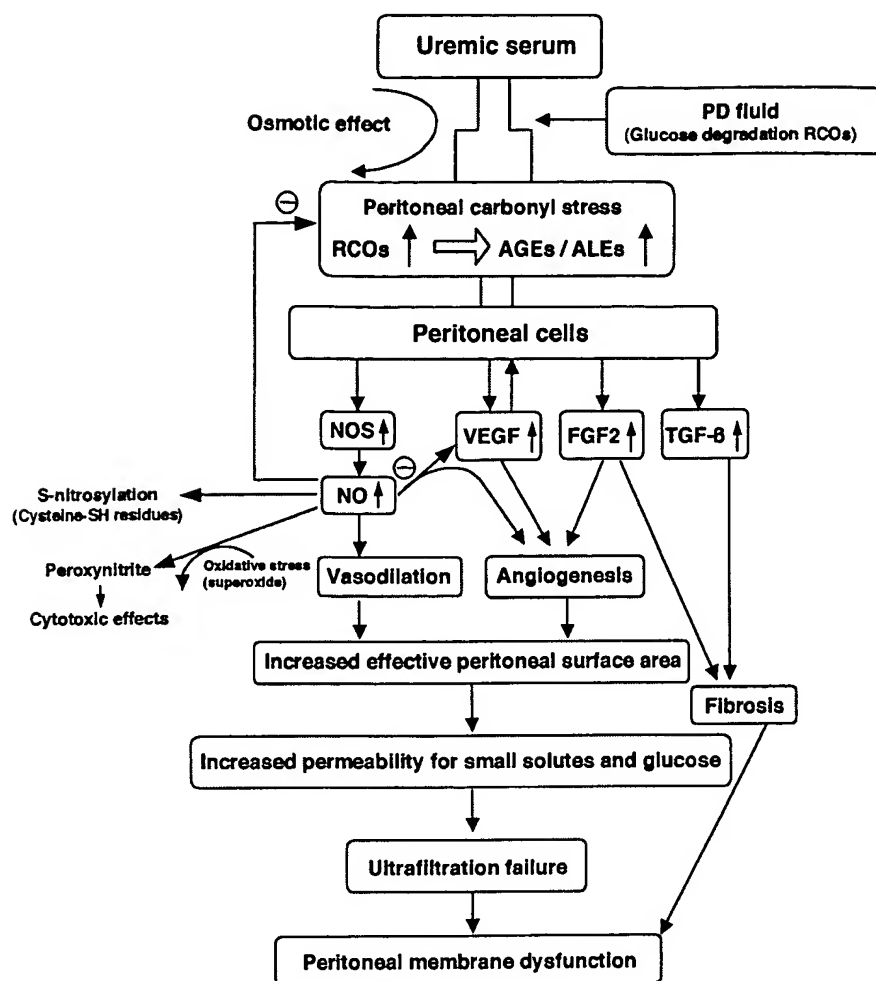 Uremic serum
Osmotic effect
PD fluid
(Glucose degradation RCOs)
⊖
Peritoneal carbonyl stress
RCOs ↑ ⇨ AGEs / ALEs ↑
Peritoneal cells
NOS ↑
VEGF ↑
FGF2 ↑
TGF-ß ↑
⊖
NO ↑
S-nitrosylation
(Cysteine-SH residues)
Peroxynitrite
Oxidative stress
(superoxide)
Cytotoxic effects
Vasodilation
Angiogenesis
Increased effective peritoneal surface area
Fibrosis
Increased permeability for small solutes and glucose
Ultrafiltration failure
Peritoneal membrane dysfunction